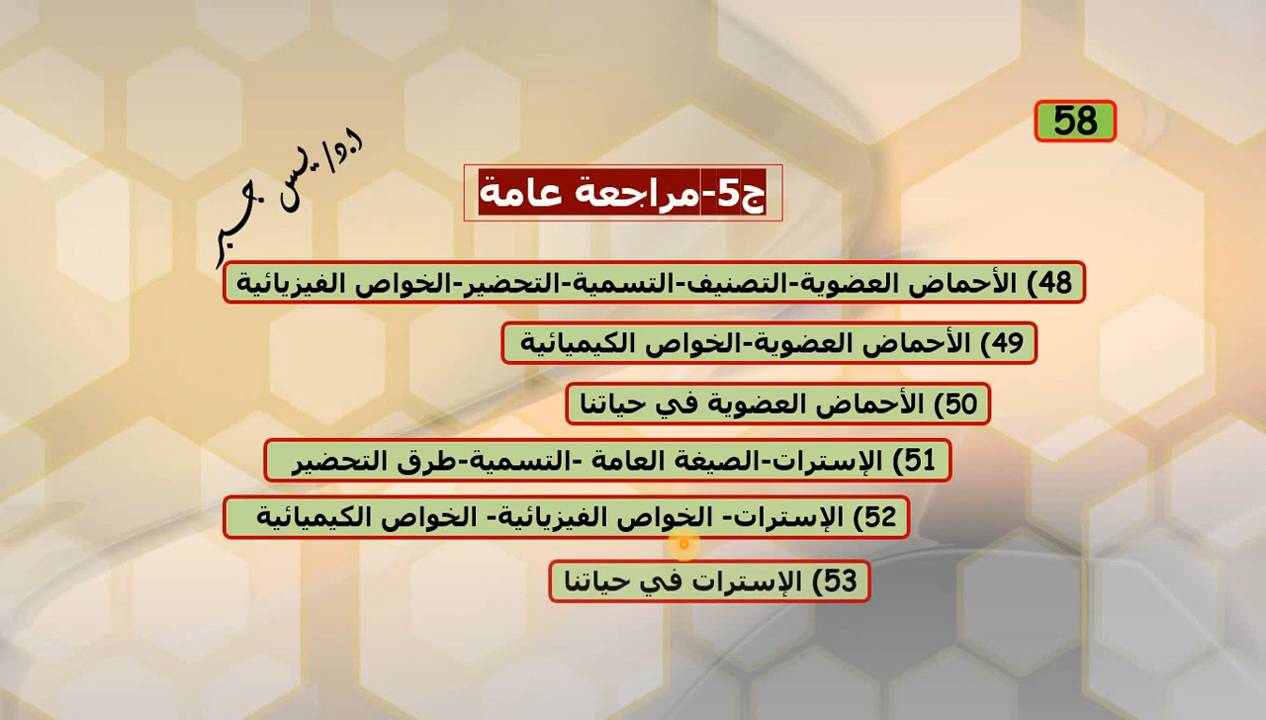 58
ا.د/ يس جبر
ج5-مراجعة عامة
48) الأحماض العضوية-التصنيف-التسمية-التحضير-الخواص الفيزيائية
49) الأحماض العضوية-الخواص الكيميائية
50) الأحماض العضوية في حياتنا
51) الإسترات-الصيغة العامة -التسمية-طرق التحضير
52) الإسترات- الخواص الفيزيائية- الخواص الكيميائية
53) الإسترات في حياتنا